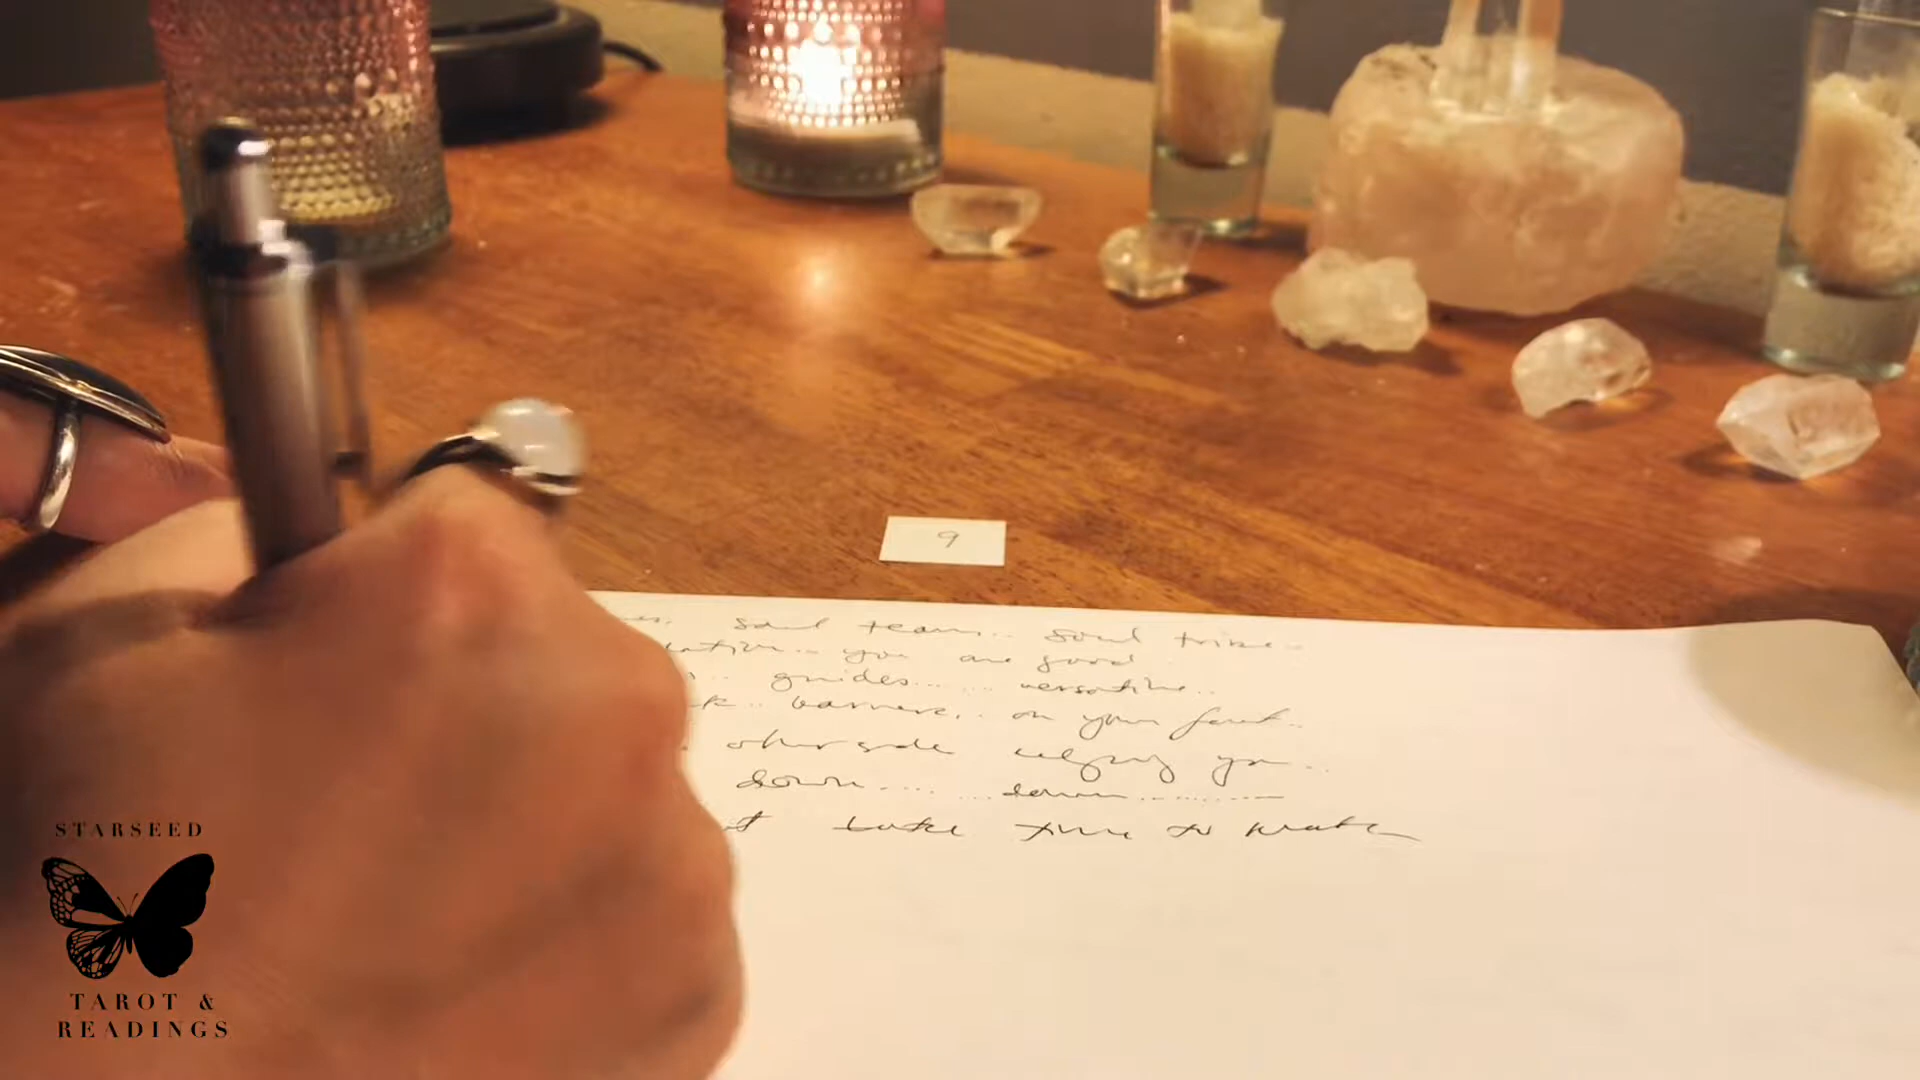 9
soul team.. soul tribe..
you are good
guides...... versatile..
barriers... on your feet..
other side helping you...
down.... ...down...........
take time to
STARSEED
TAROT &
READINGS